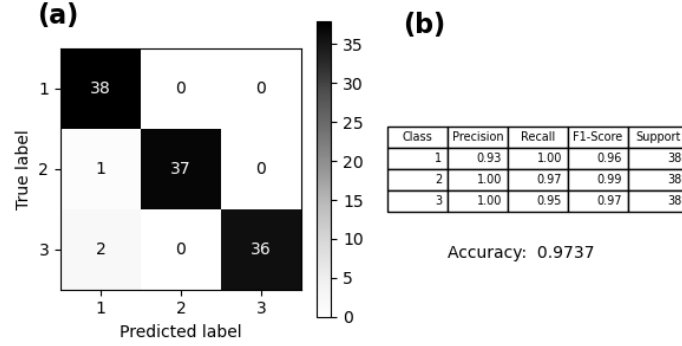 (a)
True label
1 38 0 0
2 1 37 0
3 2 0 36
1 2 3
Predicted label
35
30
25
20
15
10
5
0
(b)
Class Precision Recall F1-Score Support
1 0.93 1.00 0.96 38
2 1.00 0.97 0.99 38
3 1.00 0.95 0.97 38
Accuracy: 0.9737